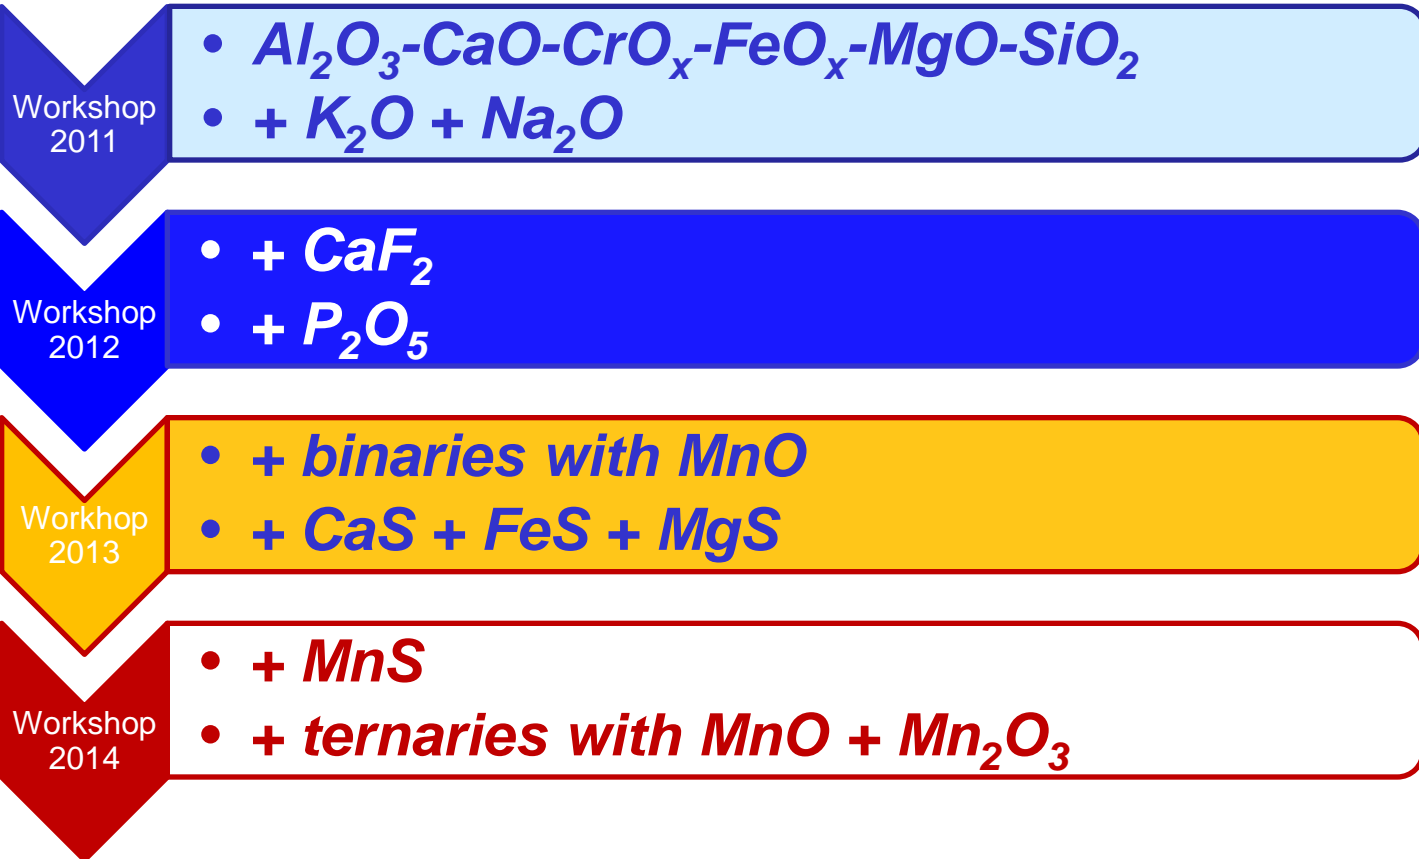 Workshop
2011
• Al₂O₃-CaO-CrOₓ-FeOₓ-MgO-SiO₂
• + K₂O + Na₂O
Workshop
2012
• + CaF₂
• + P₂O₅
Workhop
2013
• + binaries with MnO
• + CaS + FeS + MgS
Workshop
2014
• + MnS
• + ternaries with MnO + Mn₂O₃